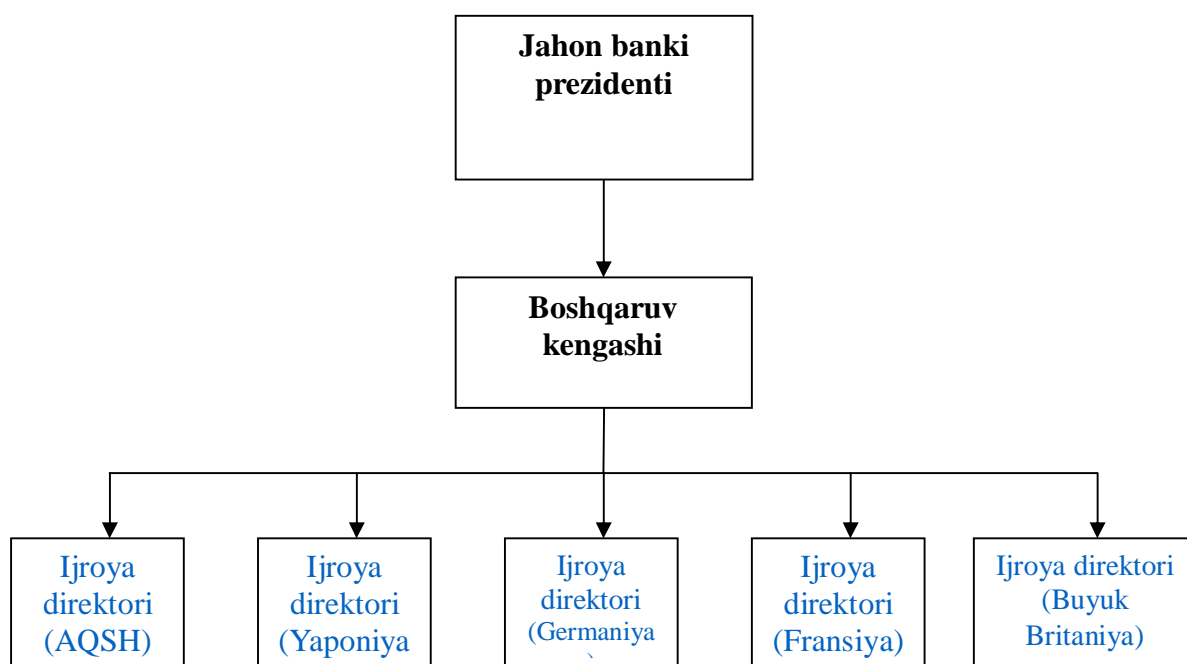 Jahon banki
prezidenti
Boshqaruv
kengashi
Ijroya
direktori
(AQSH)
Ijroya
direktori
(Yaponiya
Ijroya
direktori
(Germaniya
)
Ijroya
direktori
(Fransiya)
Ijroya direktori
(Buyuk
Britaniya)